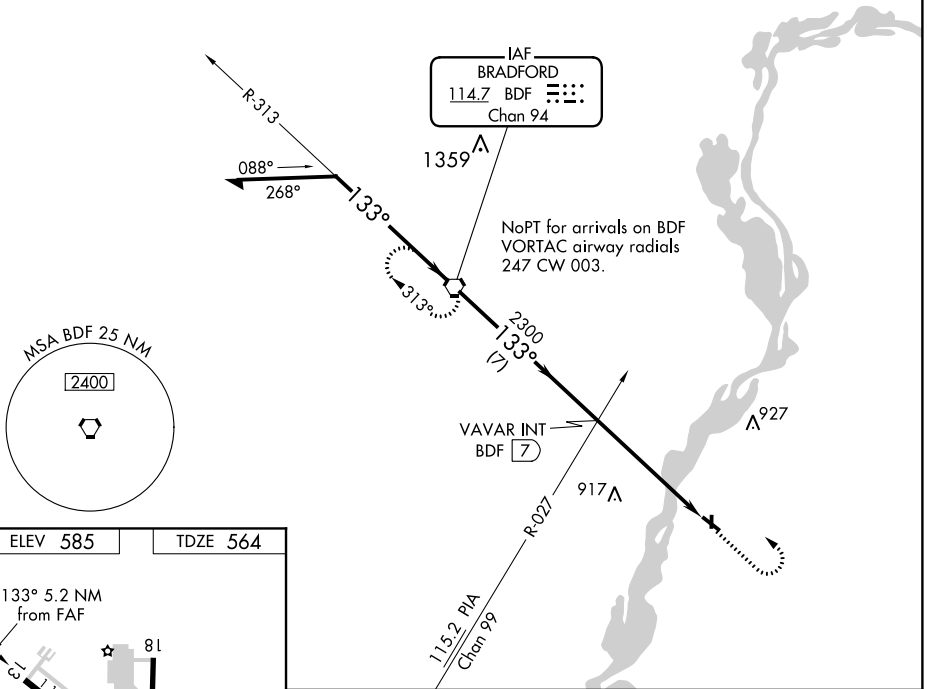 IAF
BRADFORD
114.7 BDF
Chan 94
R-313
1359
088°
268°
133°
NoPT for arrivals on BDF
VORTAC airway radials
247 CW 003.
313°
2300
133°
(7)
MSA BDF 25 NM
2400
VAVAR INT
BDF 7
927
917
R-027
115.2 PIA
Chan 99
ELEV 585
TDZE 564
133° 5.2 NM
from FAF
18
13